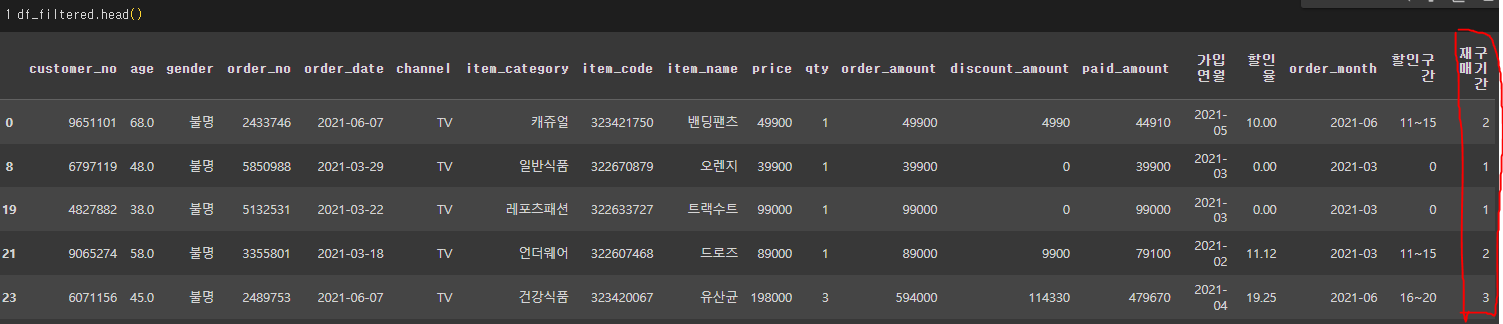 1 df_filtered.head()
customer_no age gender order_no order_date channel item_category item_code item_name price qty order_amount discount_amount paid_amount 가입연월 할인율 order_month 할인구간 재구매기간
0 9651101 68.0 불명 2433746 2021-06-07 TV 캐쥬얼 323421750 밴딩팬츠 49900 1 49900 4990 44910 2021-05 10.00 2021-06 11~15 2
8 6797119 48.0 불명 5850988 2021-03-29 TV 일반식품 322670879 오렌지 39900 1 39900 0 39900 2021-03 0.00 2021-03 0 1
19 4827882 38.0 불명 5132531 2021-03-22 TV 레포츠패션 322633727 트랙수트 99000 1 99000 0 99000 2021-03 0.00 2021-03 0 1
21 9065274 58.0 불명 3355801 2021-03-18 TV 언더웨어 322607468 드로즈 89000 1 89000 9900 79100 2021-02 11.12 2021-03 11~15 2
23 6071156 45.0 불명 2489753 2021-06-07 TV 건강식품 323420067 유산균 198000 3 594000 114330 479670 2021-04 19.25 2021-06 16~20 3